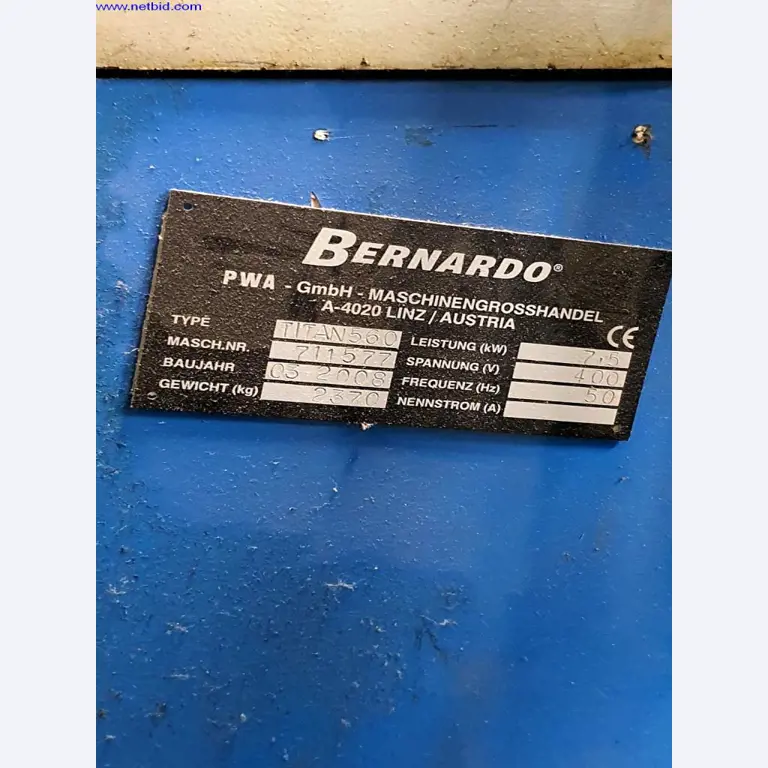 www.netbid.com
BERNARDO®
PWA - GmbH - MASCHINENGROSSHANDEL
A-4020 LINZ / AUSTRIA
CE
TYPE TITAN560
MASCH.NR. 711577
BAUJAHR 03-2008
GEWICHT (kg) 2370
LEISTUNG (kW) 7.5
SPANNUNG (V) 400
FREQUENZ (Hz) 50
NENNSTROM (A)